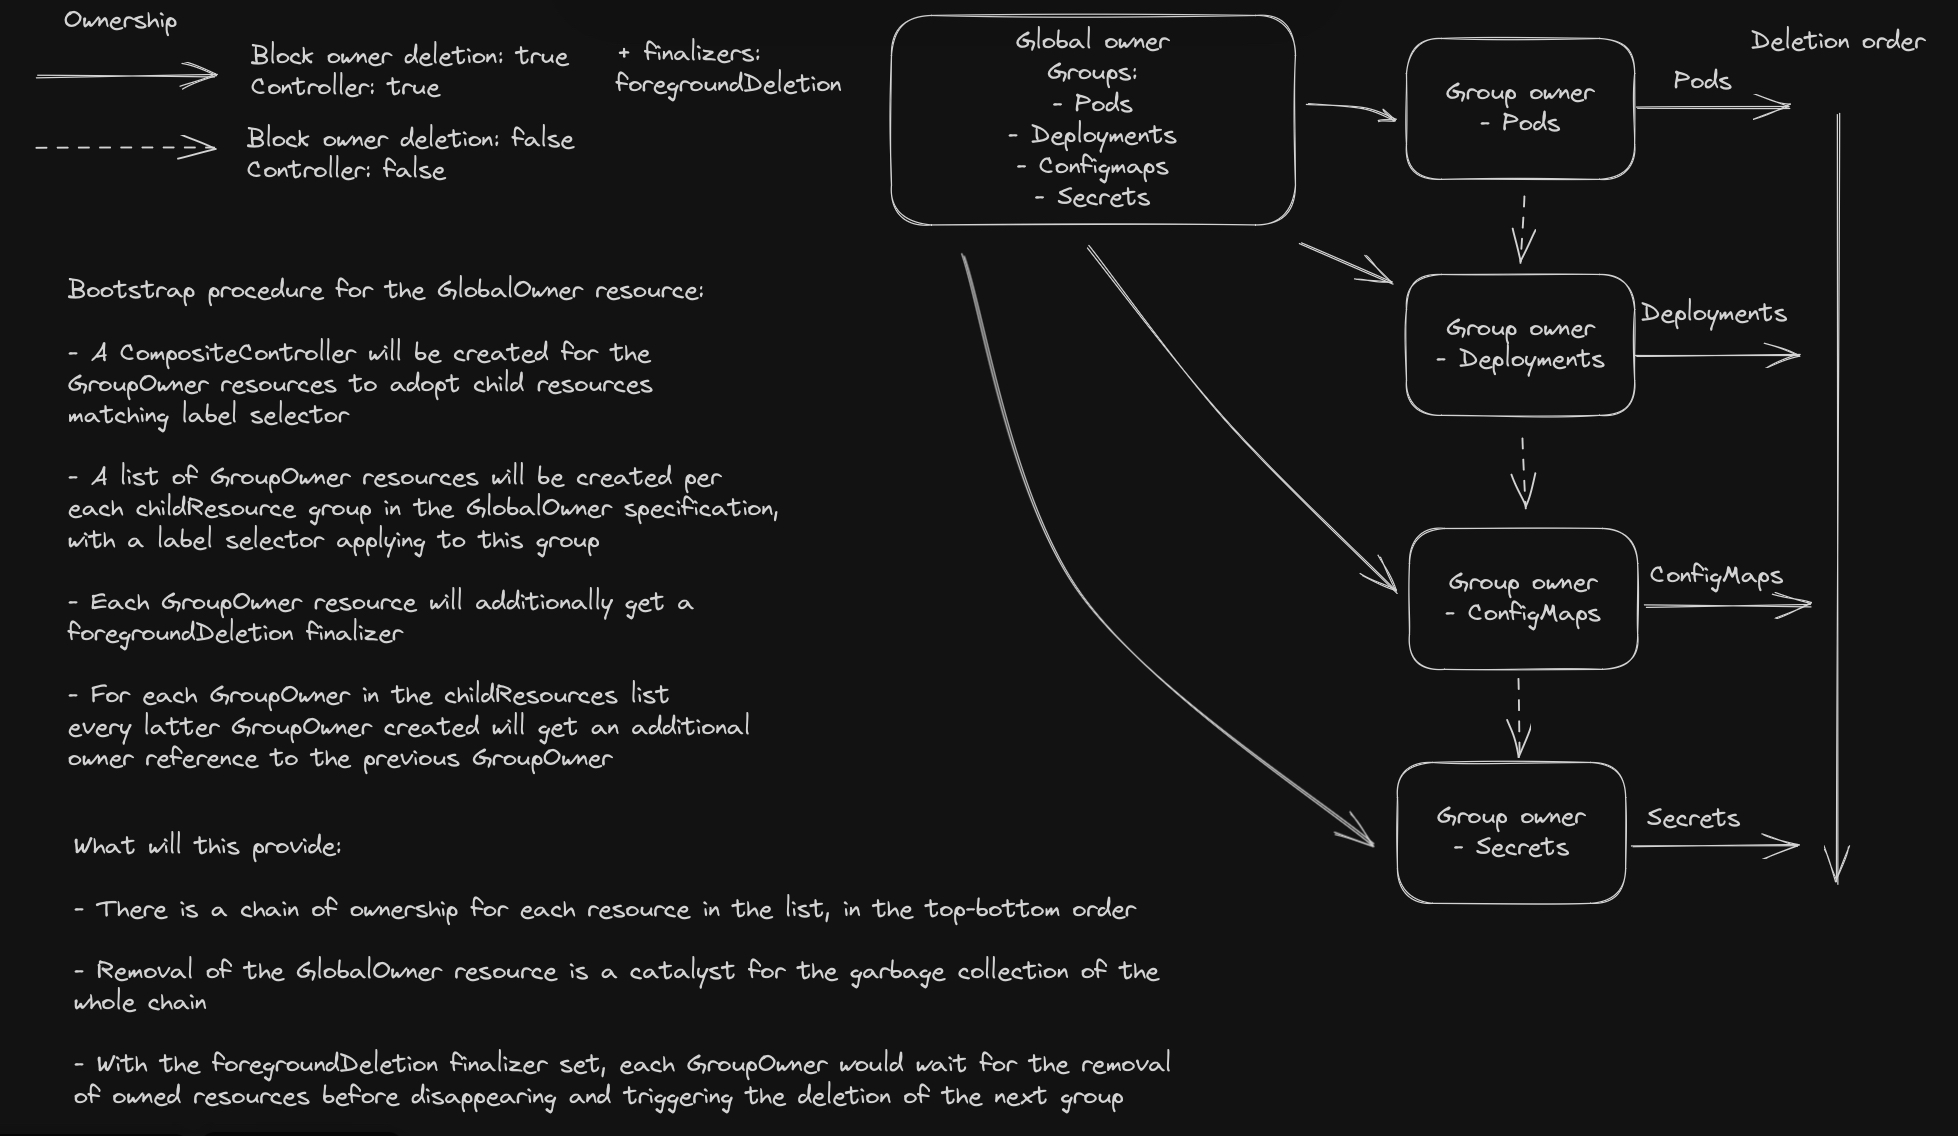 Ownership
Block owner deletion: true
Controller: true
+ finalizers:
foregroundDeletion
Block owner deletion: false
Controller: false
Global owner
Groups:
- Pods
- Deployments
- Configmaps
- Secrets
Group owner
- Pods
Pods
Deletion order
Group owner
- Deployments
Deployments
Group owner
- ConfigMaps
ConfigMaps
Group owner
- Secrets
Secrets
Bootstrap procedure for the GlobalOwner resource:
- A CompositeController will be created for the
GroupOwner resources to adopt child resources
matching label selector
- A list of GroupOwner resources will be created per
each childResource group in the GlobalOwner specification,
with a label selector applying to this group
- Each GroupOwner resource will additionally get a
foregroundDeletion finalizer
- For each GroupOwner in the childResources list
every latter GroupOwner created will get an additional
owner reference to the previous GroupOwner
What will this provide:
- There is a chain of ownership for each resource in the list, in the top-bottom order
- Removal of the GlobalOwner resource is a catalyst for the garbage collection of the
whole chain
- With the foregroundDeletion finalizer set, each GroupOwner would wait for the removal
of owned resources before disappearing and triggering the deletion of the next group